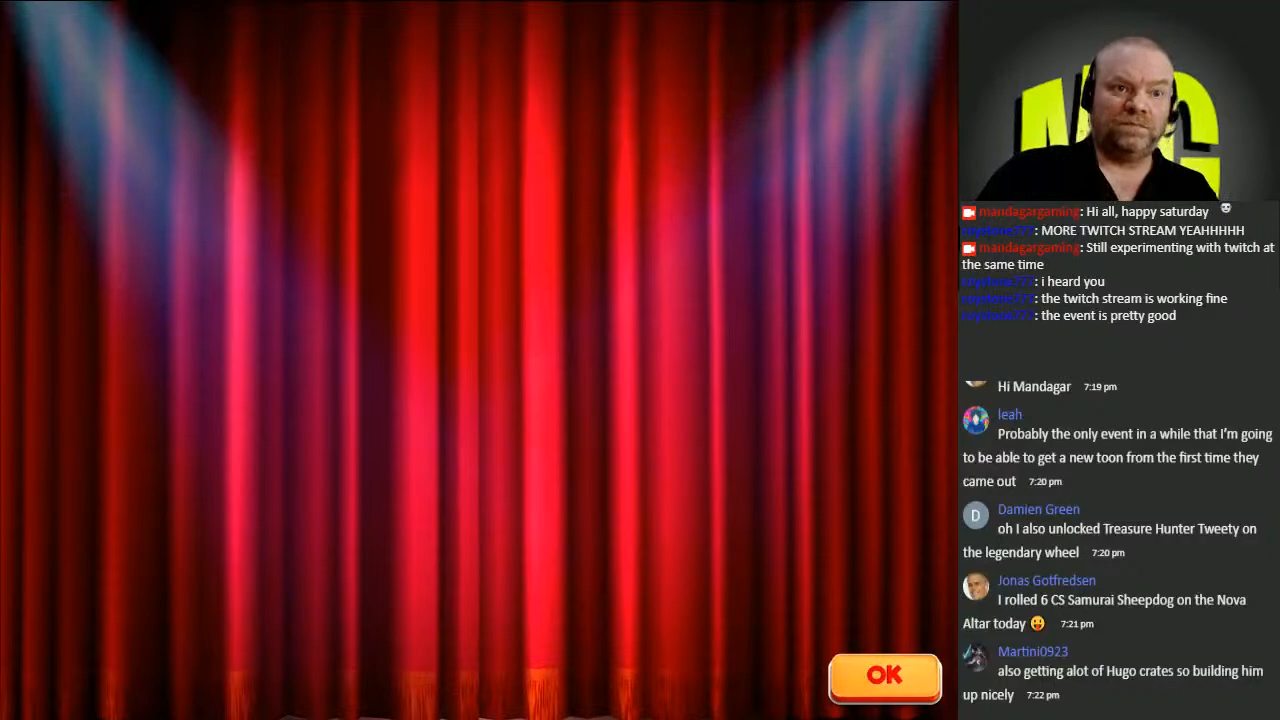 MG
mandagargaming: Hi all, happy saturday
: MORE TWITCH STREAM YEAHHHHH
mandagargaming: Still experimenting with twitch at
the same time
: i heard you
: the twitch stream is working fine
: the event is pretty good
Hi Mandagar 7:19 pm
leah
Probably the only event in a while that I'm going
to be able to get a new toon from the first time they
came out 7:20 pm
D
Damien Green
oh I also unlocked Treasure Hunter Tweety on
the legendary wheel 7:20 pm
Jonas Gotfredsen
I rolled 6 CS Samurai Sheepdog on the Nova
Altar today 7:21 pm
Martini0923
also getting alot of Hugo crates so building him
up nicely 7:22 pm
OK